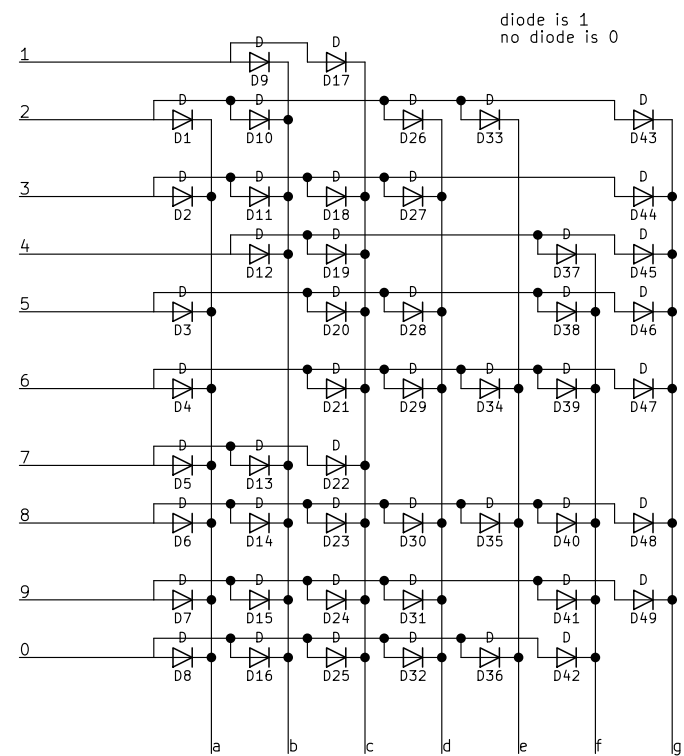 diode is 1
no diode is 0
D D
1
D9 D17
D D D D D
2
D1 D10 D26 D33 D43
D D D D D
3
D2 D11 D18 D27 D44
D D D D
4
D12 D19 D37 D45
D D D D D
5
D3 D20 D28 D38 D46
D D D D D D
6
D4 D21 D29 D34 D39 D47
D D D
7
D5 D13 D22
D D D D D D D
8
D6 D14 D23 D30 D35 D40 D48
D D D D D D
9
D7 D15 D24 D31 D41 D49
D D D D D D
0
D8 D16 D25 D32 D36 D42
a b c d e f g